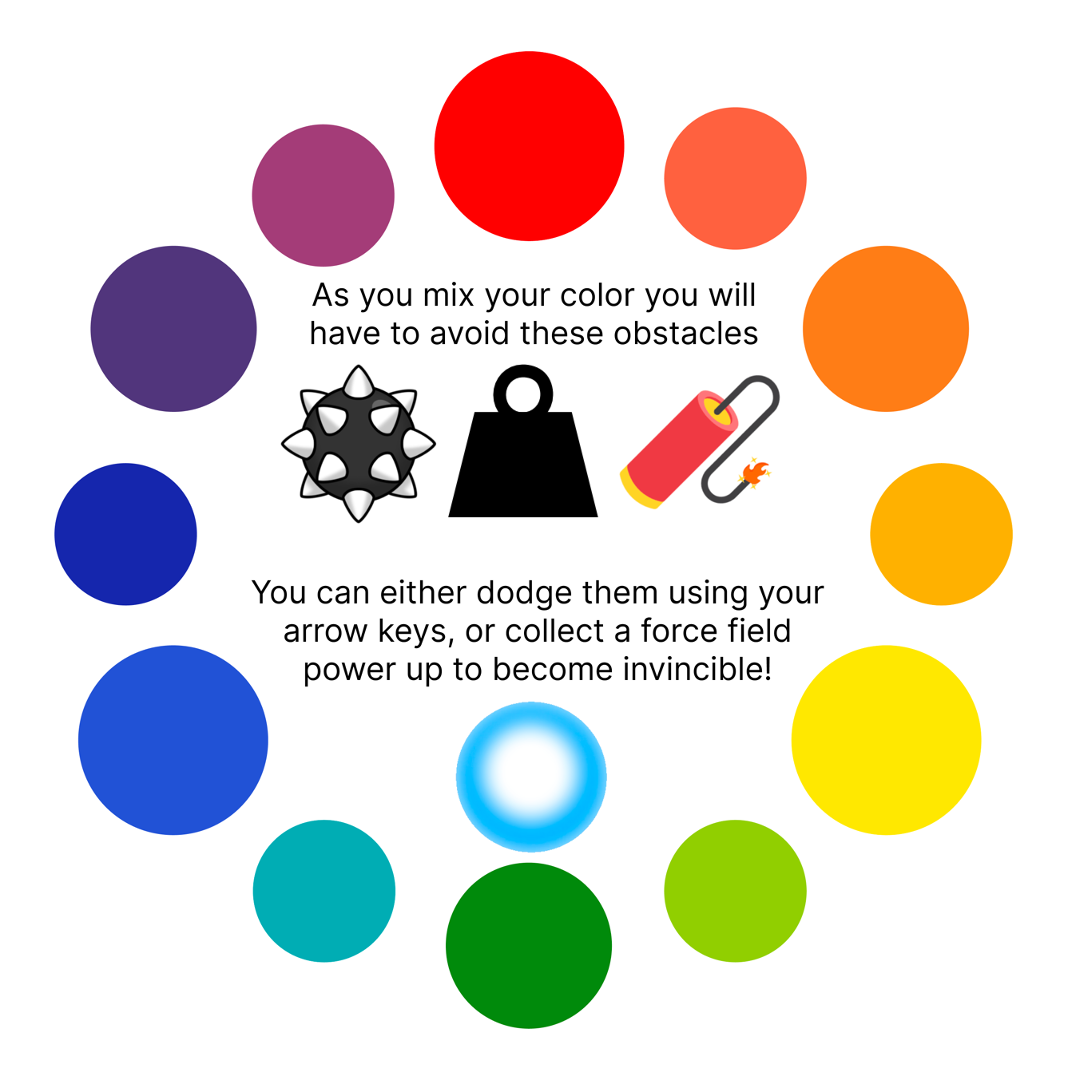 As you mix your color you will
have to avoid these obstacles
You can either dodge them using your
arrow keys, or collect a force field
power up to become invincible!